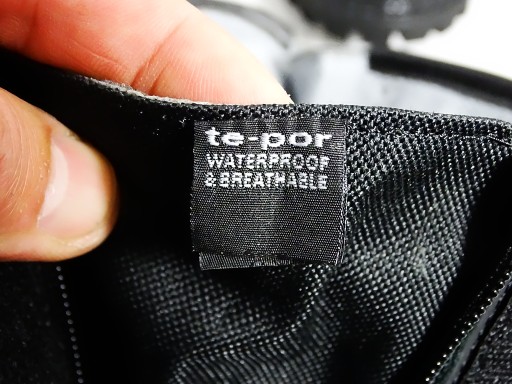 te-por
WATERPROOF
& BREATHABLE